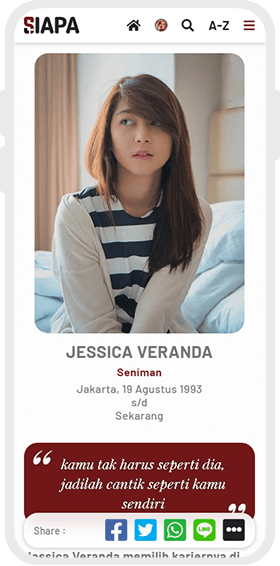 SIAPA
A-Z
JESSICA VERANDA
Seniman
Jakarta, 19 Agustus 1993
s/d
Sekarang
kamu tak harus seperti dia,
jadilah cantik seperti kamu
sendiri
Share :
Jessica Veranda memilih kariernya di